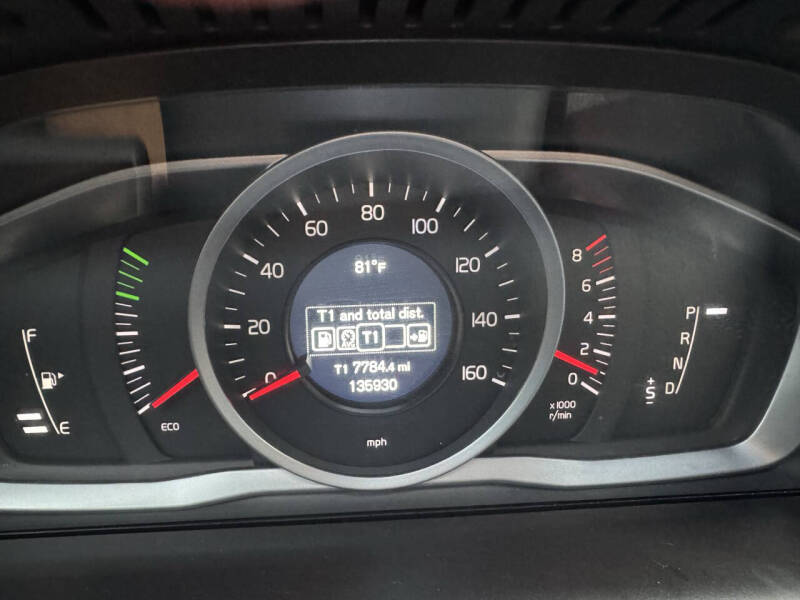 81°F
T1 and total dist.
AVG T1
T1 7784.4 mi
135930
0 20 40 60 80 100 120 140 160
mph
F
E
ECO
8
6
4
2
0
x1000
r/min
P
R
N
D
+
S
–